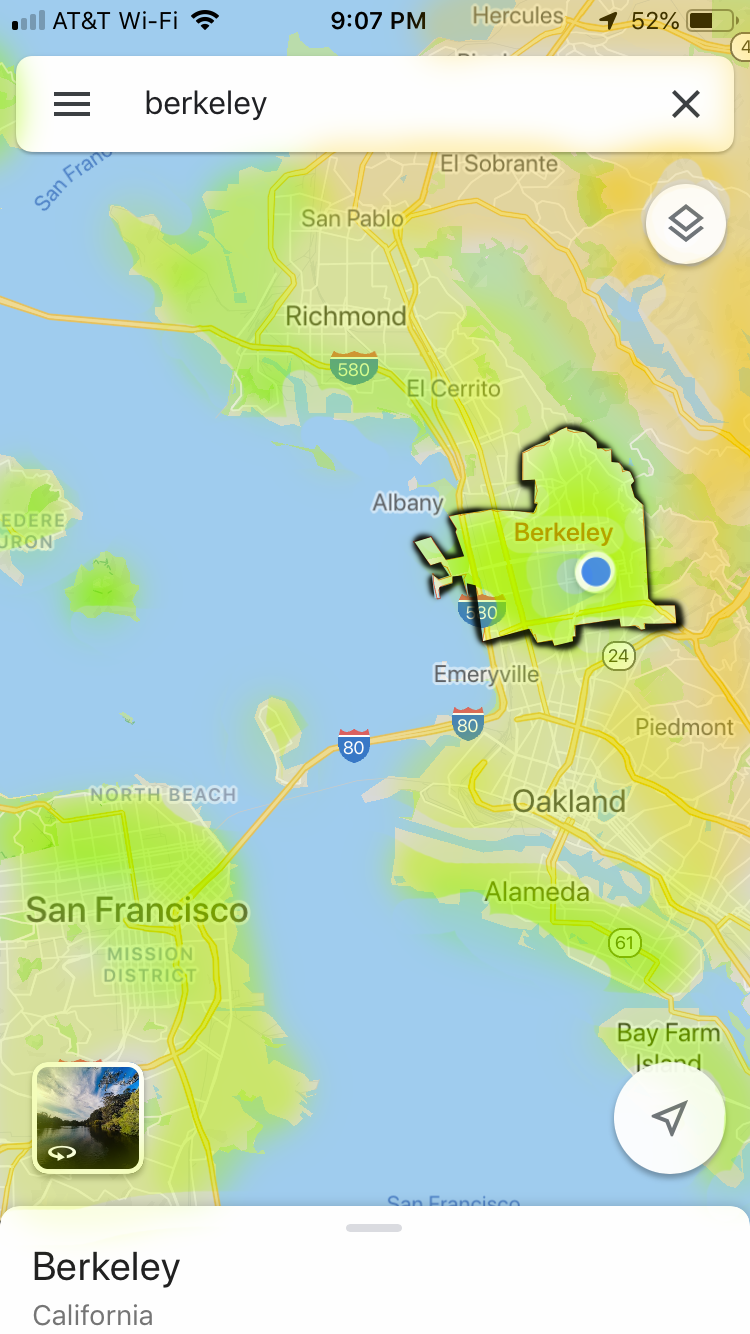 AT&T Wi-Fi 9:07 PM 52%
Hercules
4
berkeley
San Franc
El Sobrante
San Pablo
Richmond
580
El Cerrito
Albany
EDERE
URON
Berkeley
580
24
Emeryville
80
80
Piedmont
NORTH BEACH
Oakland
Alameda
San Francisco
61
MISSION
DISTRICT
Bay Farm
Island
San Francisco
Berkeley
California